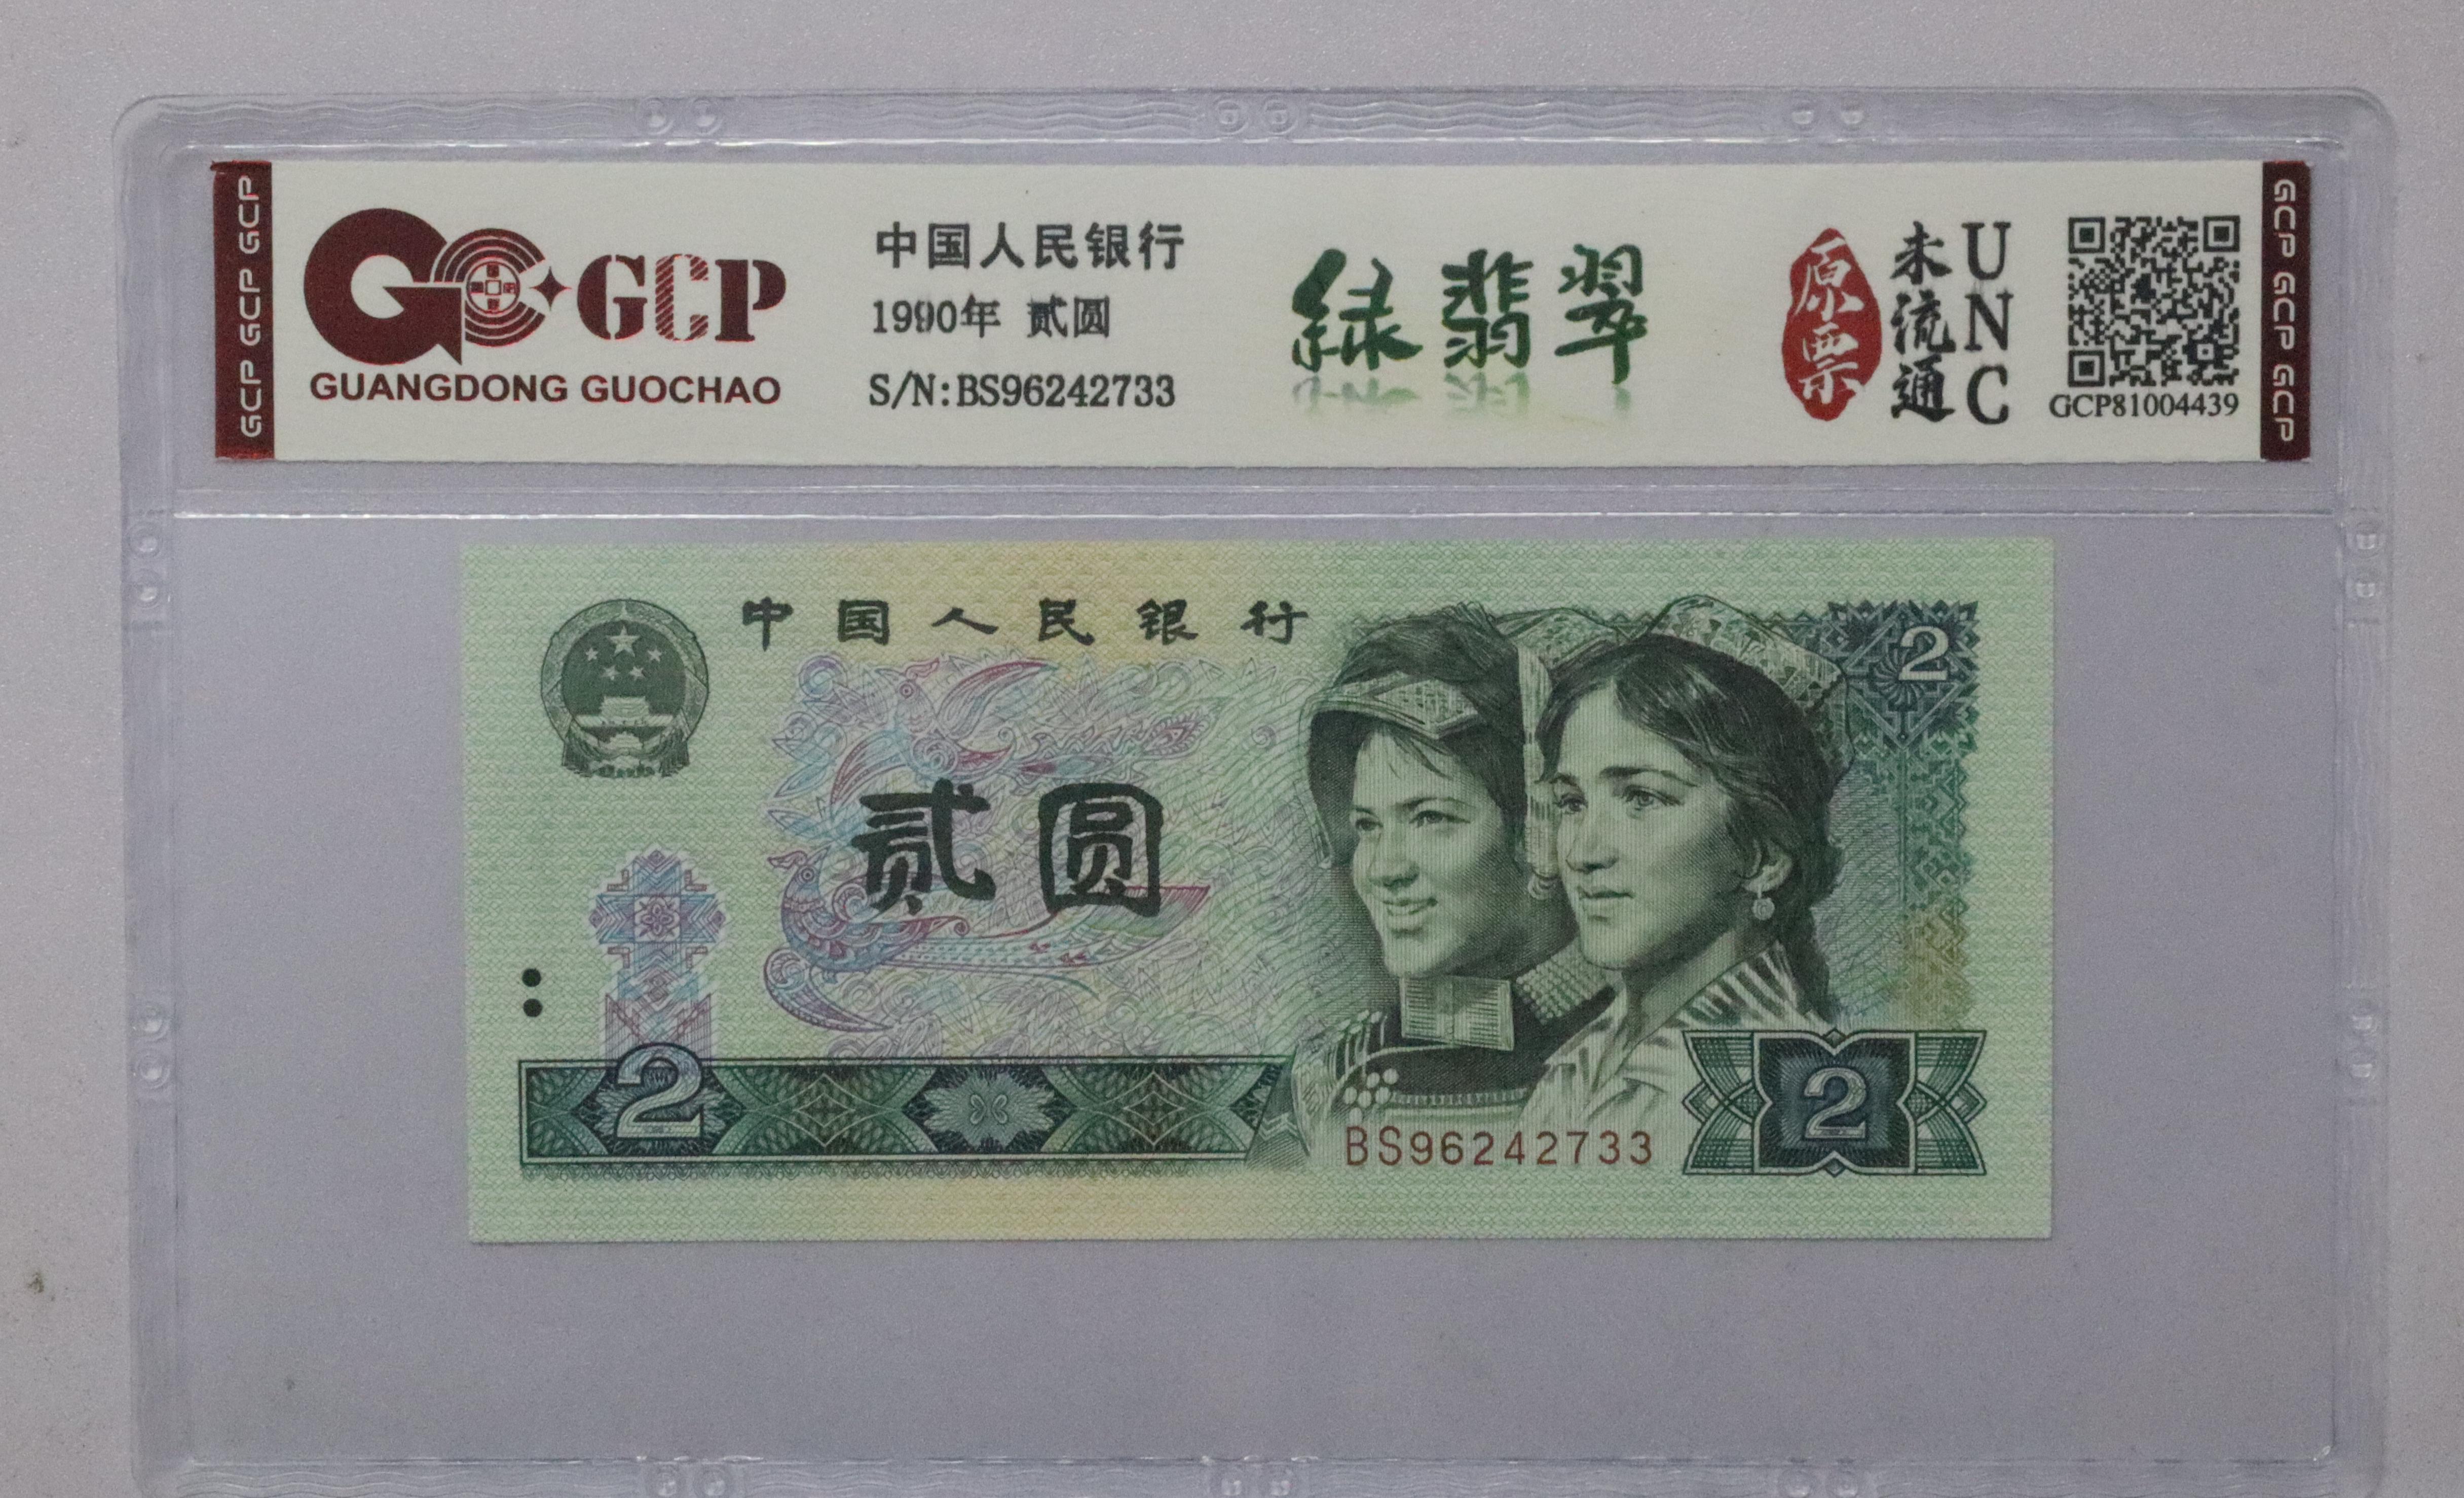 GCP GCP GCP
GCP
GUANGDONG GUOCHAO
中国人民银行
1990年 贰圆
S/N:BS96242733
绿翡翠
原票
未流通
UNC
GCP81004439
GCP GCP GCP
中国人民银行
2
贰圆
2
2
BS96242733